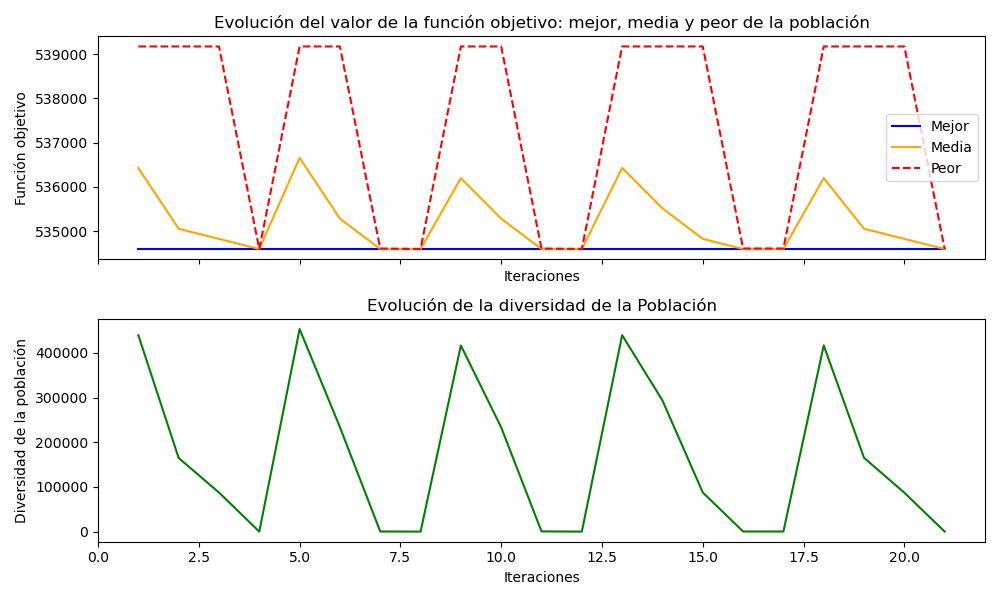 Evolución del valor de la función objetivo: mejor, media y peor de la población
539000
538000
537000
536000
535000
Función objetivo
Mejor
Media
Peor
Iteraciones
Evolución de la diversidad de la Población
400000
300000
200000
100000
0
Diversidad de la población
0.0 2.5 5.0 7.5 10.0 12.5 15.0 17.5 20.0
Iteraciones